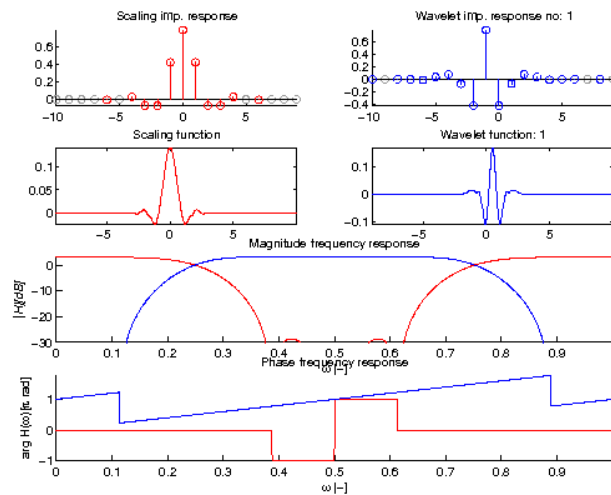 Scaling imp. response
Wavelet imp. response no: 1
0.6
0.4
0.2
0
-10 -5 0 5
0.6
0.4
0.2
0
-0.2
-0.4
-10 -5 0 5
Scaling function
Wavelet function: 1
0.1
0.05
0
-5 0 5
0.1
0
-0.1
-5 0 5
Magnitude frequency response
|H|[dB]
0
-10
-20
-30
0 0.1 0.2 0.3 0.4 0.5 0.6 0.7 0.8 0.9
ω [-]
Phase frequency response
arg H(ω)[π rad]
1
0
-1
0 0.1 0.2 0.3 0.4 0.5 0.6 0.7 0.8 0.9
ω [-]